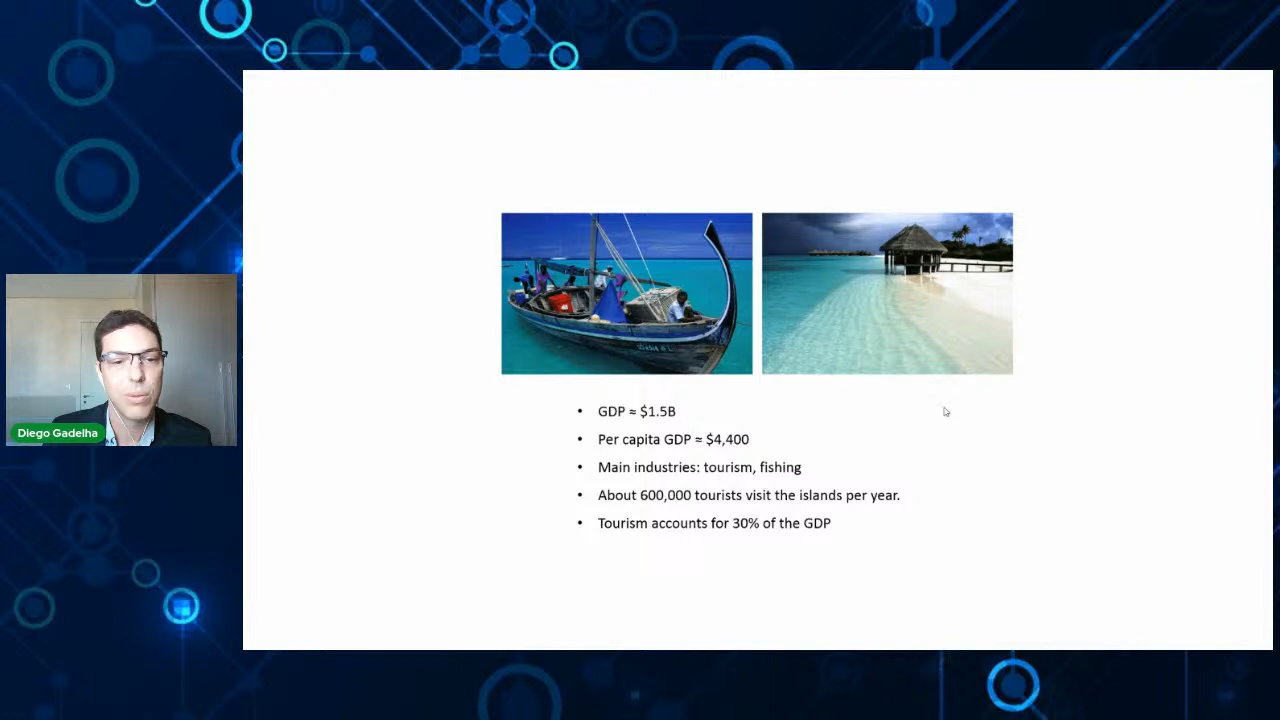 Diego Gadelha
• GDP ≈ $1.5B
• Per capita GDP ≈ $4,400
• Main industries: tourism, fishing
• About 600,000 tourists visit the islands per year.
• Tourism accounts for 30% of the GDP